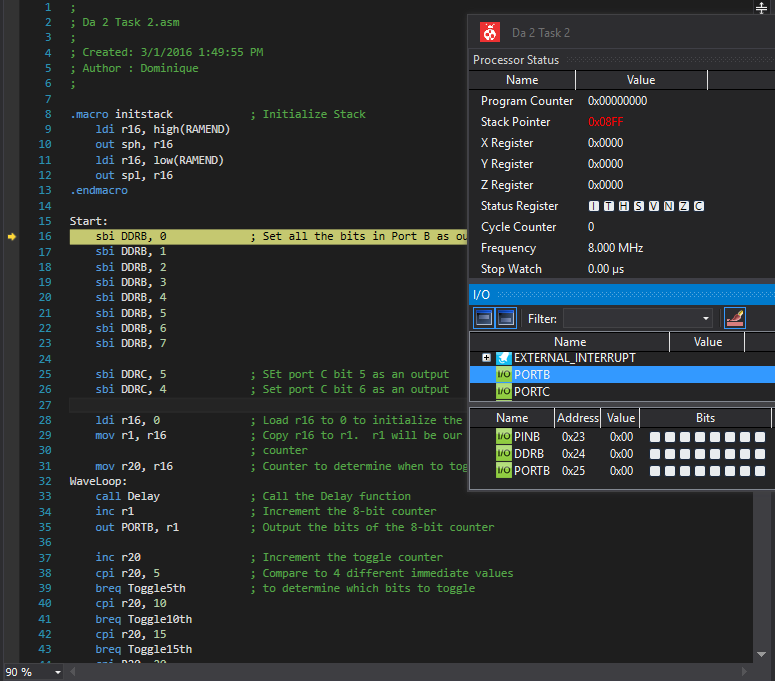 1 ;
2 ; Da 2 Task 2.asm
3 ;
4 ; Created: 3/1/2016 1:49:55 PM
5 ; Author : Dominique
6 ;
7
8 .macro initstack ; Initialize Stack
9 ldi r16, high(RAMEND)
10 out sph, r16
11 ldi r16, low(RAMEND)
12 out spl, r16
13 .endmacro
14
15 Start:
16 sbi DDRB, 0 ; Set all the bits in Port B as ou
17 sbi DDRB, 1
18 sbi DDRB, 2
19 sbi DDRB, 3
20 sbi DDRB, 4
21 sbi DDRB, 5
22 sbi DDRB, 6
23 sbi DDRB, 7
24
25 sbi DDRC, 5 ; SEt port C bit 5 as an output
26 sbi DDRC, 4 ; Set port C bit 6 as an output
27
28 ldi r16, 0 ; Load r16 to 0 to initialize the
29 mov r1, r16 ; Copy r16 to r1. r1 will be our
30 ; counter
31 mov r20, r16 ; Counter to determine when to tog
32 WaveLoop:
33 call Delay ; Call the Delay function
34 inc r1 ; Increment the 8-bit counter
35 out PORTB, r1 ; Output the bits of the 8-bit counter
36
37 inc r20 ; Increment the toggle counter
38 cpi r20, 5 ; Compare to 4 different immediate values
39 breq Toggle5th ; to determine which bits to toggle
40 cpi r20, 10
41 breq Toggle10th
42 cpi r20, 15
43 breq Toggle15th
90 %
Da 2 Task 2
Processor Status
Name Value
Program Counter 0x00000000
Stack Pointer 0x08FF
X Register 0x0000
Y Register 0x0000
Z Register 0x0000
Status Register I T H S V N Z C
Cycle Counter 0
Frequency 8.000 MHz
Stop Watch 0.00 µs
I/O
Filter:
Name Value
EXTERNAL_INTERRUPT
I/O PORTB
I/O PORTC
Name Address Value Bits
I/O PINB 0x23 0x00
I/O DDRB 0x24 0x00
I/O PORTB 0x25 0x00